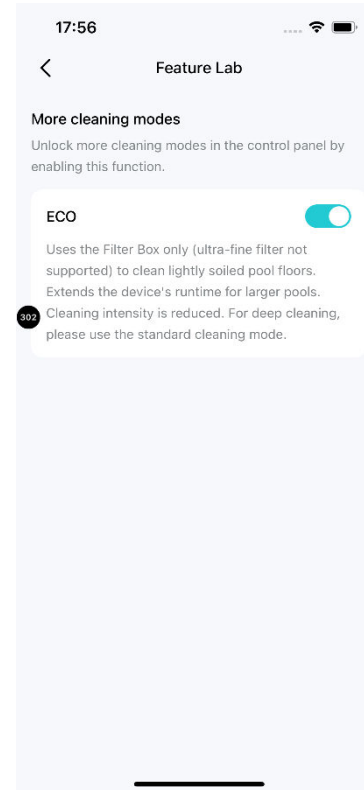 17:56
Feature Lab
More cleaning modes
Unlock more cleaning modes in the control panel by
enabling this function.
ECO
Uses the Filter Box only (ultra-fine filter not
supported) to clean lightly soiled pool floors.
Extends the device's runtime for larger pools.
302
Cleaning intensity is reduced. For deep cleaning,
please use the standard cleaning mode.